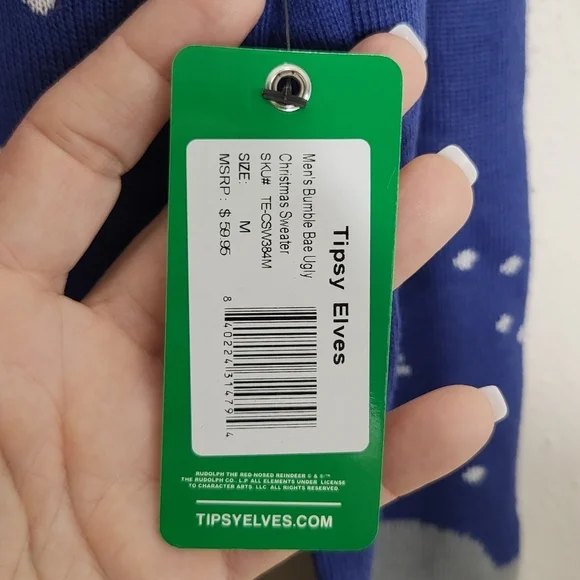 Tipsy Elves
Men's Bumble Bae Ugly
Christmas Sweater
SKU# TE-CSW384M
SIZE: M
MSRP: $ 59.95
8 40224 31479 4
RUDOLPH THE RED-NOSED REINDEER © & ®/™
THE RUDOLPH CO. L.P ALL ELEMENTS UNDER LICENSE
TO CHARACTER ARTS, LLC ALL RIGHTS RESERVED
TIPSYELVES.COM